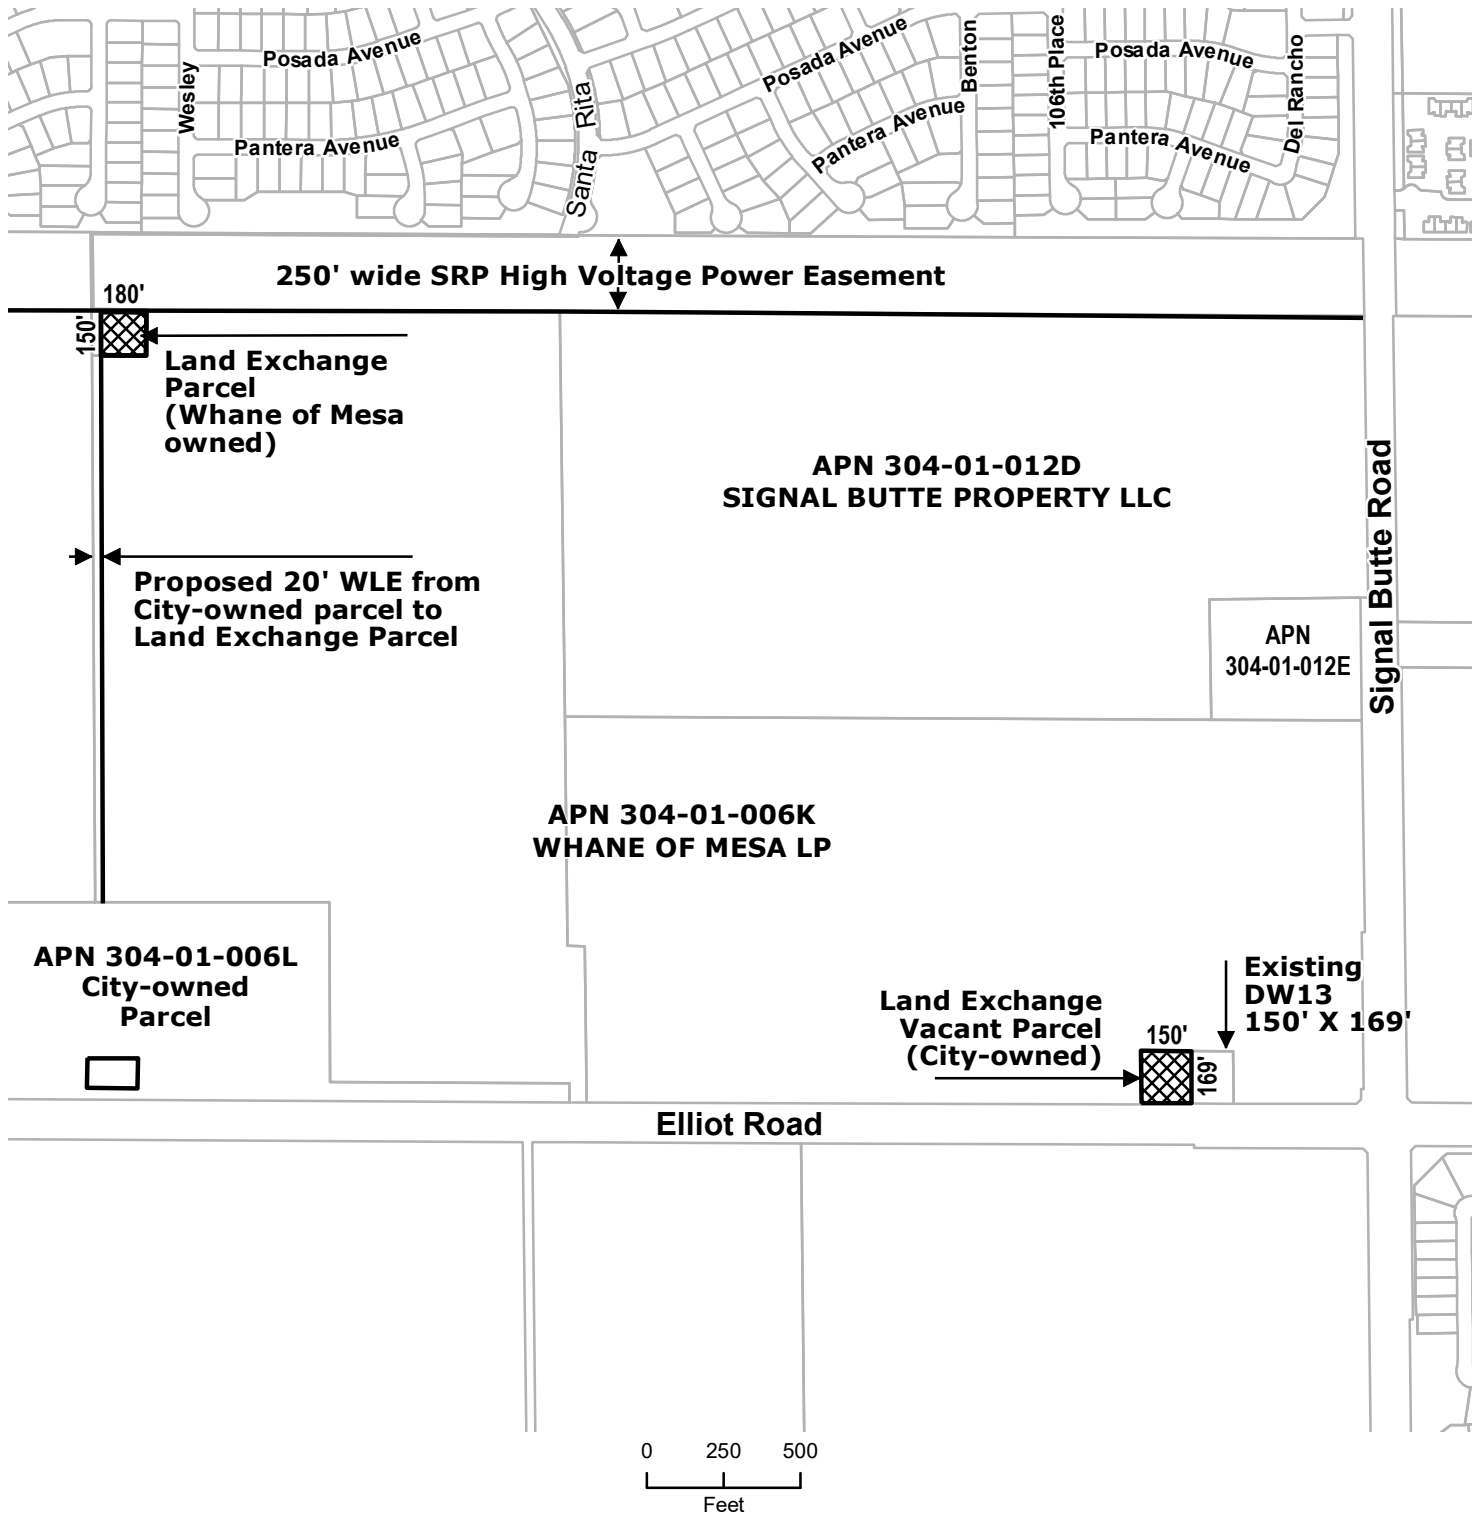 Posada Avenue
Wesley
Pantera Avenue
Santa Rita
Posada Avenue
Pantera Avenue
Benton
106th Place
Posada Avenue
Pantera Avenue
Del Rancho
250' wide SRP High Voltage Power Easement
180'
150'
Land Exchange
Parcel
(Whane of Mesa
owned)
APN 304-01-012D
SIGNAL BUTTE PROPERTY LLC
Signal Butte Road
Proposed 20' WLE from
City-owned parcel to
Land Exchange Parcel
APN
304-01-012E
APN 304-01-006K
WHANE OF MESA LP
APN 304-01-006L
City-owned
Parcel
Land Exchange
Vacant Parcel
(City-owned)
Existing
DW13
150' X 169'
150'
169'
Elliot Road
0 250 500
Feet